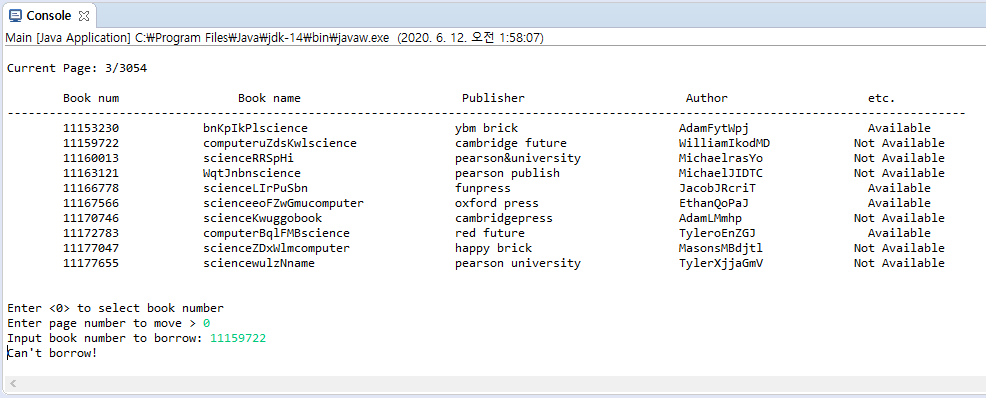 Console
Main [Java Application] C:₩Program Files₩Java₩jdk-14₩bin₩javaw.exe (2020. 6. 12. 오전 1:58:07)
Current Page: 3/3054
Book num Book name Publisher Author etc.
--------------------------------------------------------------------------------------------------------------------------------------
11153230 bnKpIkPlscience ybm brick AdamFytWpj Available
11159722 computeruZdsKwlscience cambridge future WilliamIkodMD Not Available
11160013 scienceRRSpHi pearson&university MichaelrasYo Not Available
11163121 WqtJnbnscience pearson publish MichaelJIDTC Not Available
11166778 scienceLIrPuSbn funpress JacobJRcriT Available
11167566 scienceeoFZwGmucomputer oxford press EthanQoPaJ Available
11170746 scienceKwuggobook cambridgepress AdamLMmhp Not Available
11172783 computerBqlFMBscience red future TyleroEnZGJ Available
11177047 scienceZDxWlmcomputer happy brick MasonsMBdjtl Not Available
11177655 sciencewulzNname pearson university TylerXjjaGmV Not Available
Enter <0> to select book number
Enter page number to move > 0
Input book number to borrow: 11159722
Can't borrow!